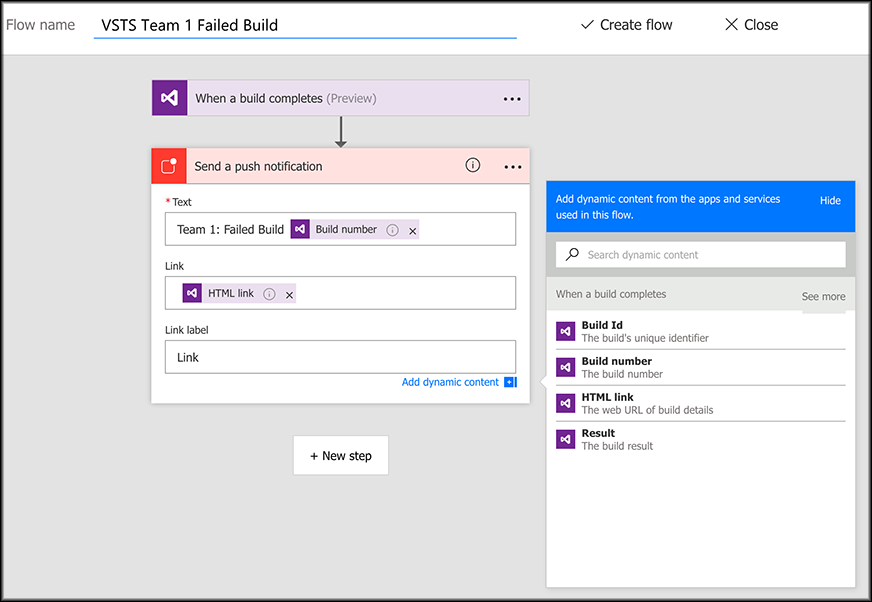 Flow name
VSTS Team 1 Failed Build
Create flow
Close
When a build completes (Preview)
Send a push notification
* Text
Team 1: Failed Build Build number
Link
HTML link
Link label
Link
Add dynamic content
+ New step
Add dynamic content from the apps and services
used in this flow.
Hide
Search dynamic content
When a build completes
See more
Build Id
The build's unique identifier
Build number
The build number
HTML link
The web URL of build details
Result
The build result